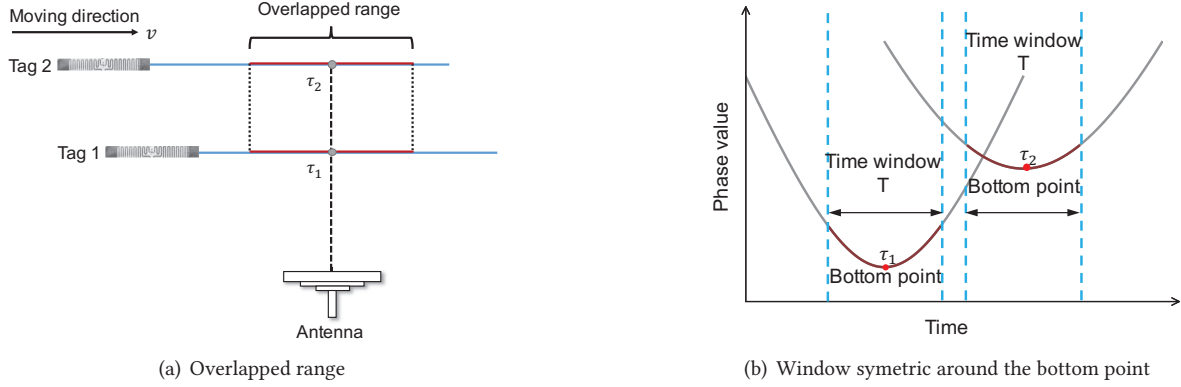 Moving direction
v
Overlapped range
Tag 2
τ2
Tag 1
τ1
Antenna
(a) Overlapped range
Phase value
Time window
T
Time window
T
τ2
Bottom point
τ1
Bottom point
Time
(b) Window symetric around the bottom point